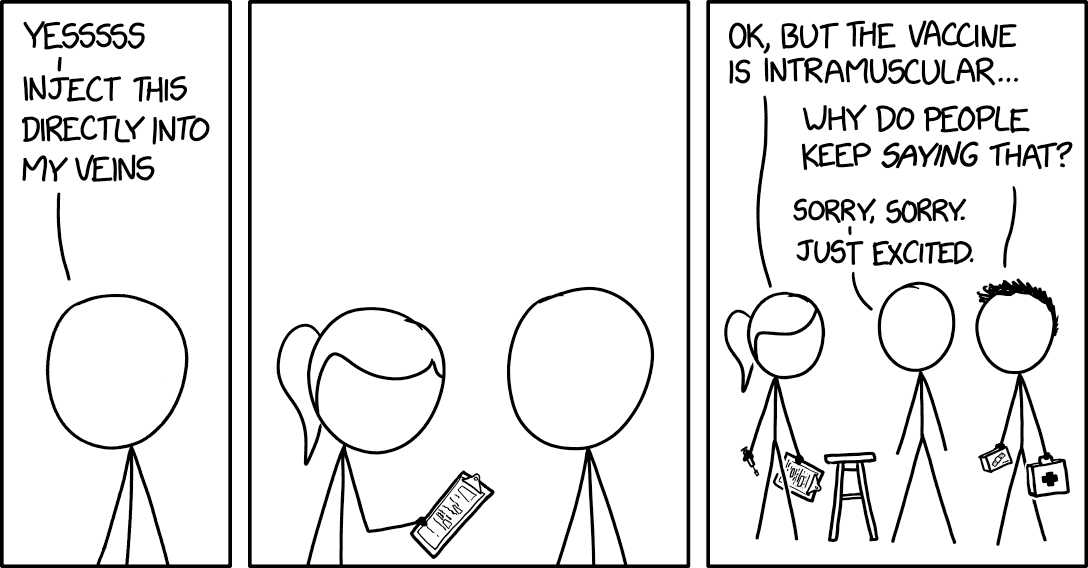 YESSSSS
INJECT THIS
DIRECTLY INTO
MY VEINS
OK, BUT THE VACCINE
IS INTRAMUSCULAR...
WHY DO PEOPLE
KEEP SAYING THAT?
SORRY, SORRY.
JUST EXCITED.